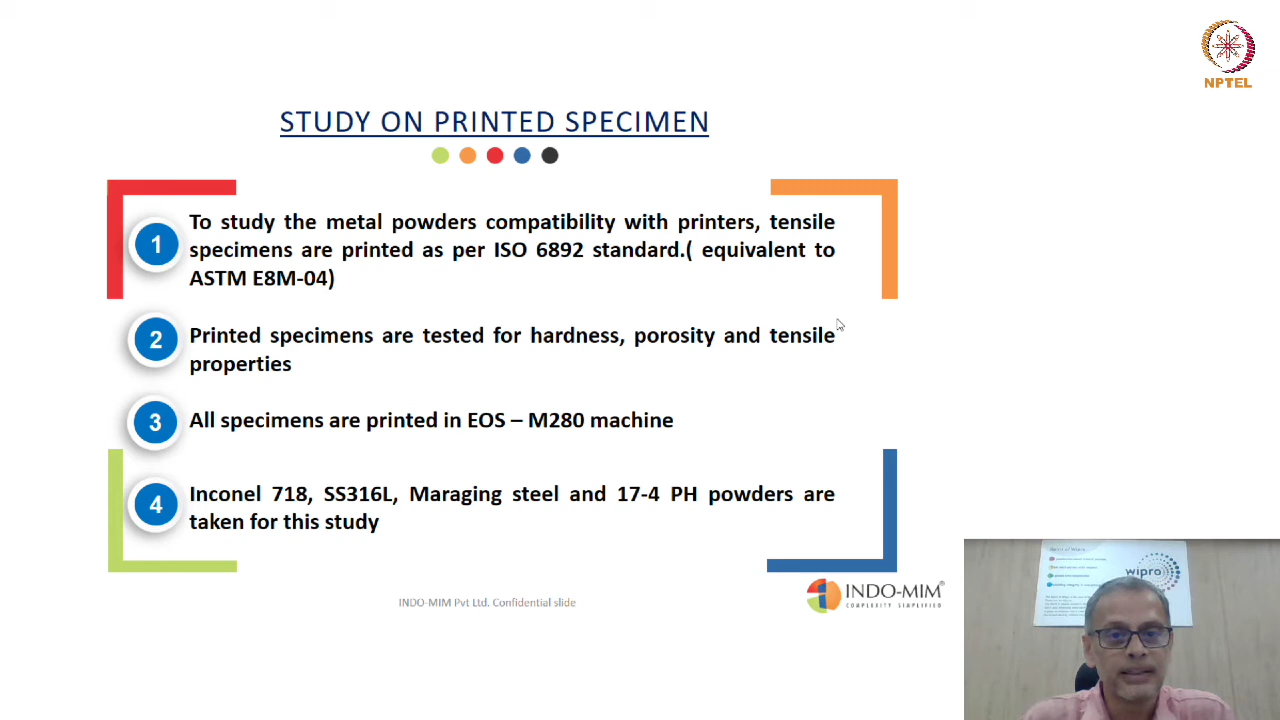 NPTEL
STUDY ON PRINTED SPECIMEN
1
To study the metal powders compatibility with printers, tensile
specimens are printed as per ISO 6892 standard.( equivalent to
ASTM E8M-04)
2
Printed specimens are tested for hardness, porosity and tensile
properties
3
All specimens are printed in EOS – M280 machine
4
Inconel 718, SS316L, Maraging steel and 17-4 PH powders are
taken for this study
INDO-MIM Pvt Ltd. Confidential slide
INDO-MIM®
COMPLEXITY SIMPLIFIED
wipro